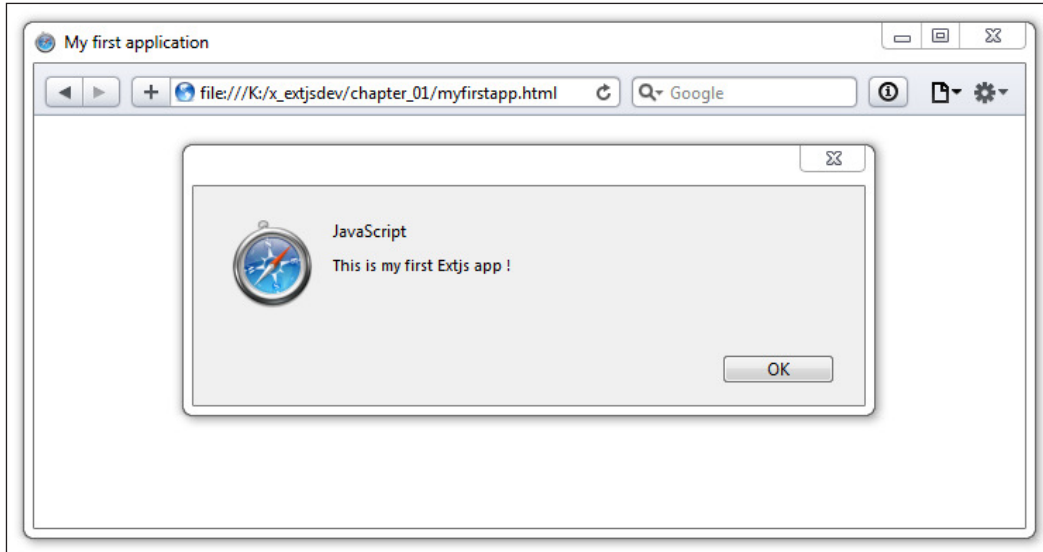 My first application
file:///K:/x_extjsdev/chapter_01/myfirstapp.html
Google
JavaScript
This is my first Extjs app !
OK